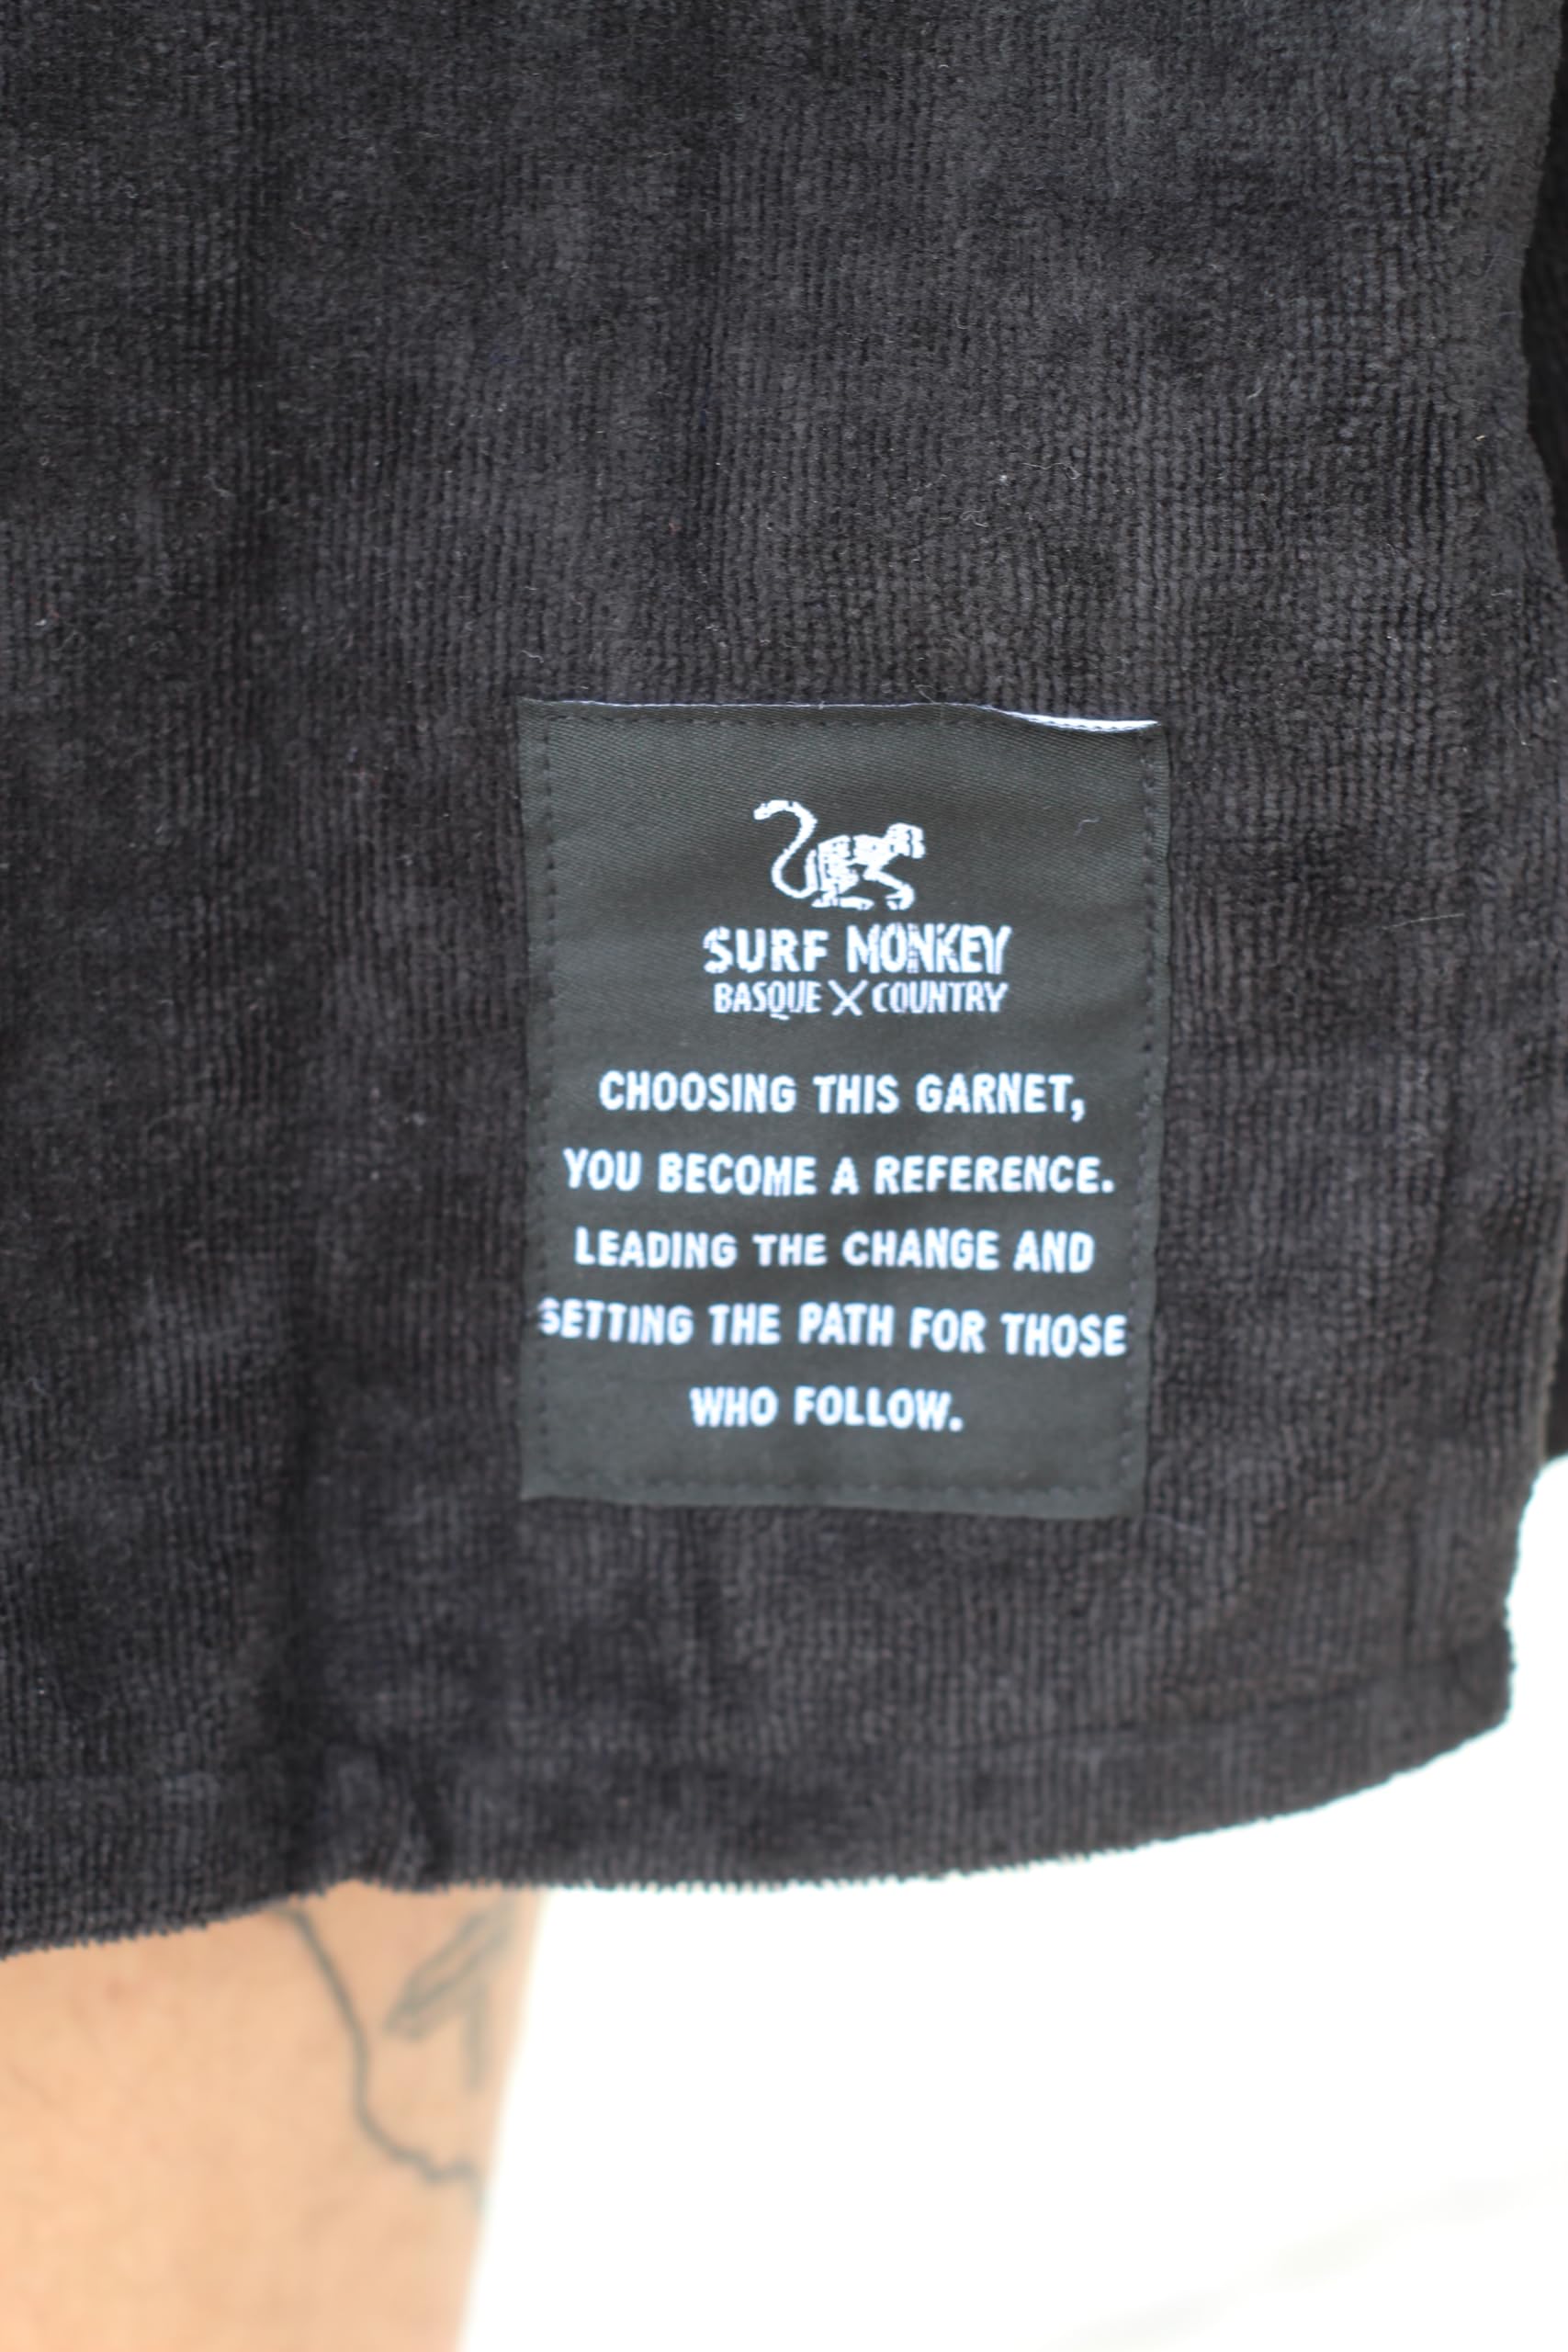 SURF MONKEY
BASQUE X COUNTRY
CHOOSING THIS GARNET,
YOU BECOME A REFERENCE.
LEADING THE CHANGE AND
SETTING THE PATH FOR THOSE
WHO FOLLOW.